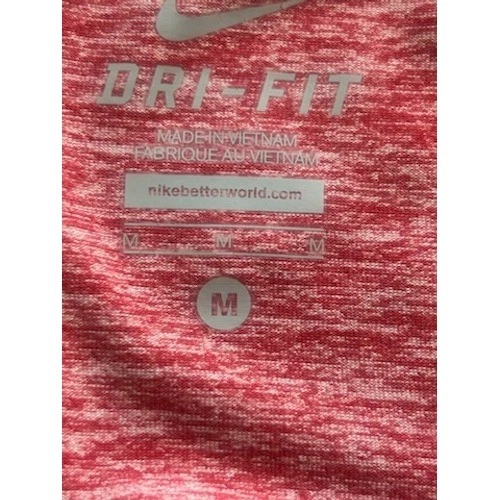 DRI-FIT
MADE IN VIETNAM
FABRIQUE AU VIETNAM
nikebetterworld.com
M M M
M